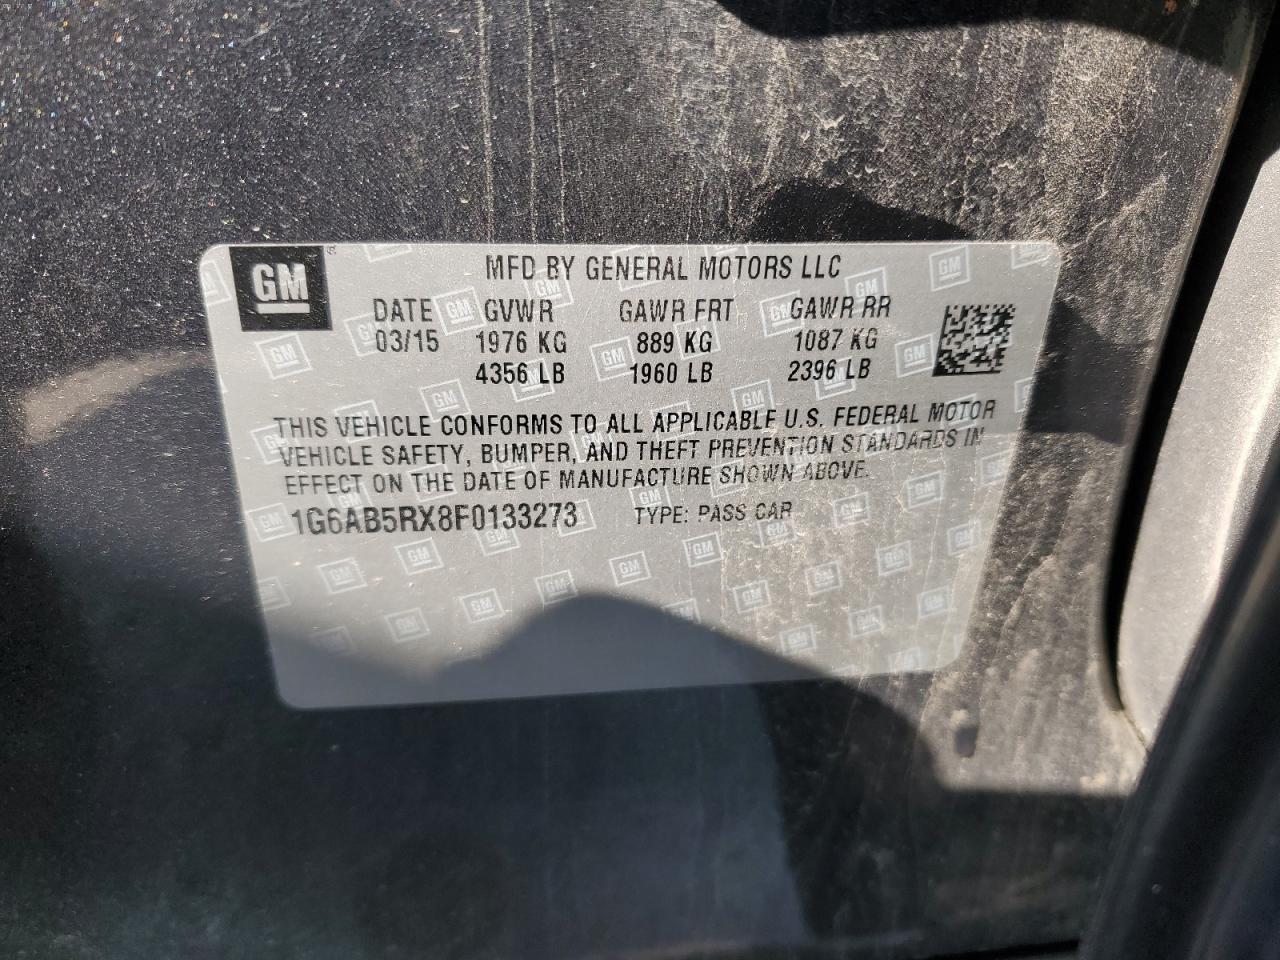 GM
MFD BY GENERAL MOTORS LLC
DATE GVWR GAWR FRT GAWR RR
03/15 1976 KG 889 KG 1087 KG
4356 LB 1960 LB 2396 LB
THIS VEHICLE CONFORMS TO ALL APPLICABLE U.S. FEDERAL MOTOR
VEHICLE SAFETY, BUMPER, AND THEFT PREVENTION STANDARDS IN
EFFECT ON THE DATE OF MANUFACTURE SHOWN ABOVE.
1G6AB5RX8F0133273 TYPE: PASS CAR